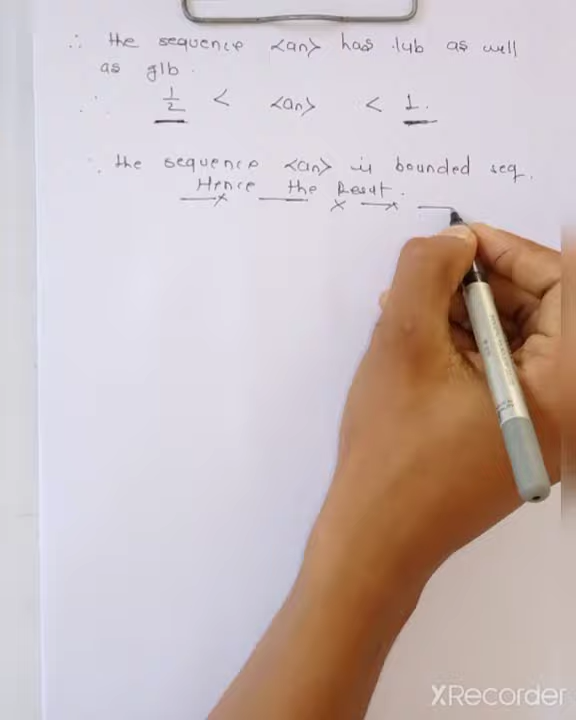 ∴ the sequence <an> has lub as well
as glb.
∴ 1/2 < <an> < 1.
∴ the sequence <an> is bounded seq.
Hence the Result.
XRecorder